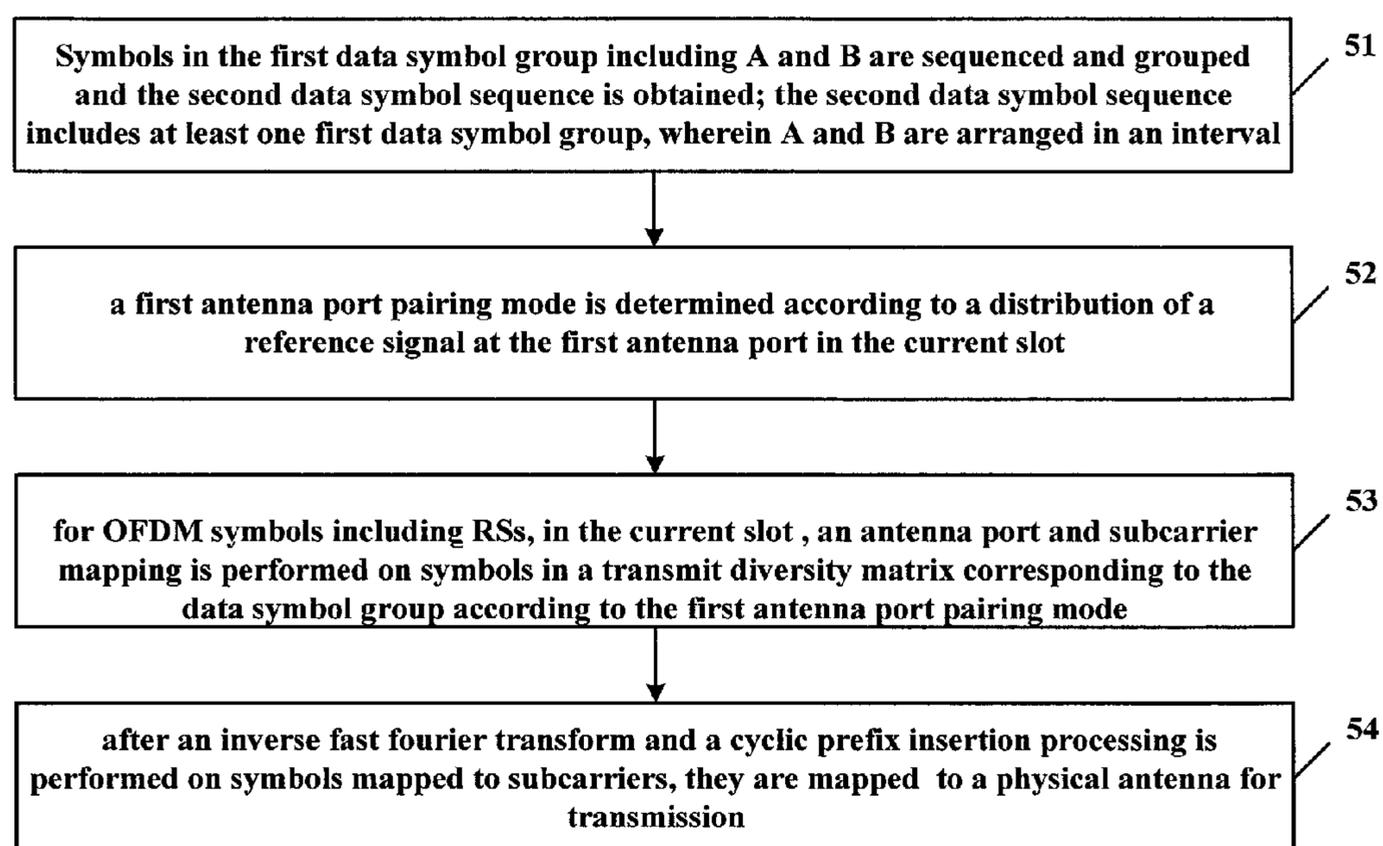 Symbols in the first data symbol group including A and B are sequenced and grouped
and the second data symbol sequence is obtained; the second data symbol sequence
includes at least one first data symbol group, wherein A and B are arranged in an interval
51
a first antenna port pairing mode is determined according to a distribution of a
reference signal at the first antenna port in the current slot
52
for OFDM symbols including RSs, in the current slot , an antenna port and subcarrier
mapping is performed on symbols in a transmit diversity matrix corresponding to the
data symbol group according to the first antenna port pairing mode
53
after an inverse fast fourier transform and a cyclic prefix insertion processing is
performed on symbols mapped to subcarriers, they are mapped to a physical antenna for
transmission
54